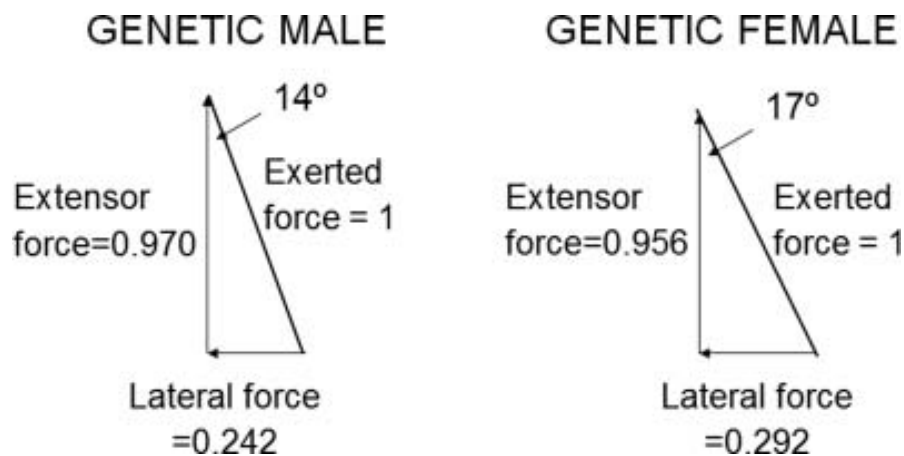 GENETIC MALE
14º
Extensor
force=0.970
Exerted
force = 1
Lateral force
=0.242
GENETIC FEMALE
17º
Extensor
force=0.956
Exerted
force = 1
Lateral force
=0.292